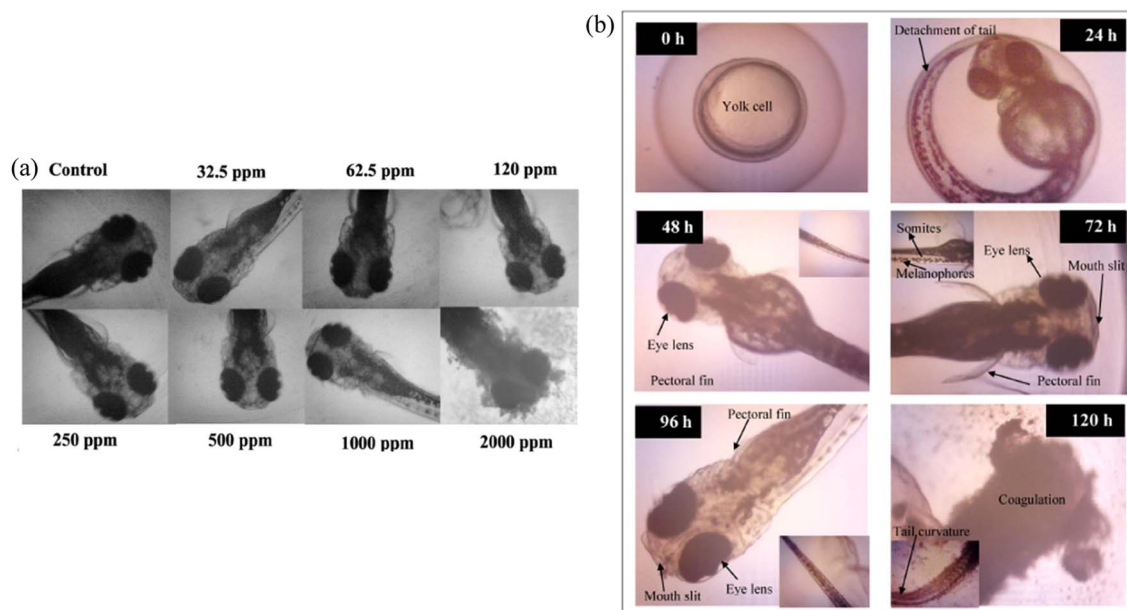 (a)
Control 32.5 ppm 62.5 ppm 120 ppm
250 ppm 500 ppm 1000 ppm 2000 ppm
(b)
0 h
Yolk cell
Detachment of tail
24 h
48 h
Eye lens
Pectoral fin
Somites
Melanophores
Eye lens
72 h
Mouth slit
Pectoral fin
96 h
Pectoral fin
Mouth slit
Eye lens
120 h
Coagulation
Tail curvature